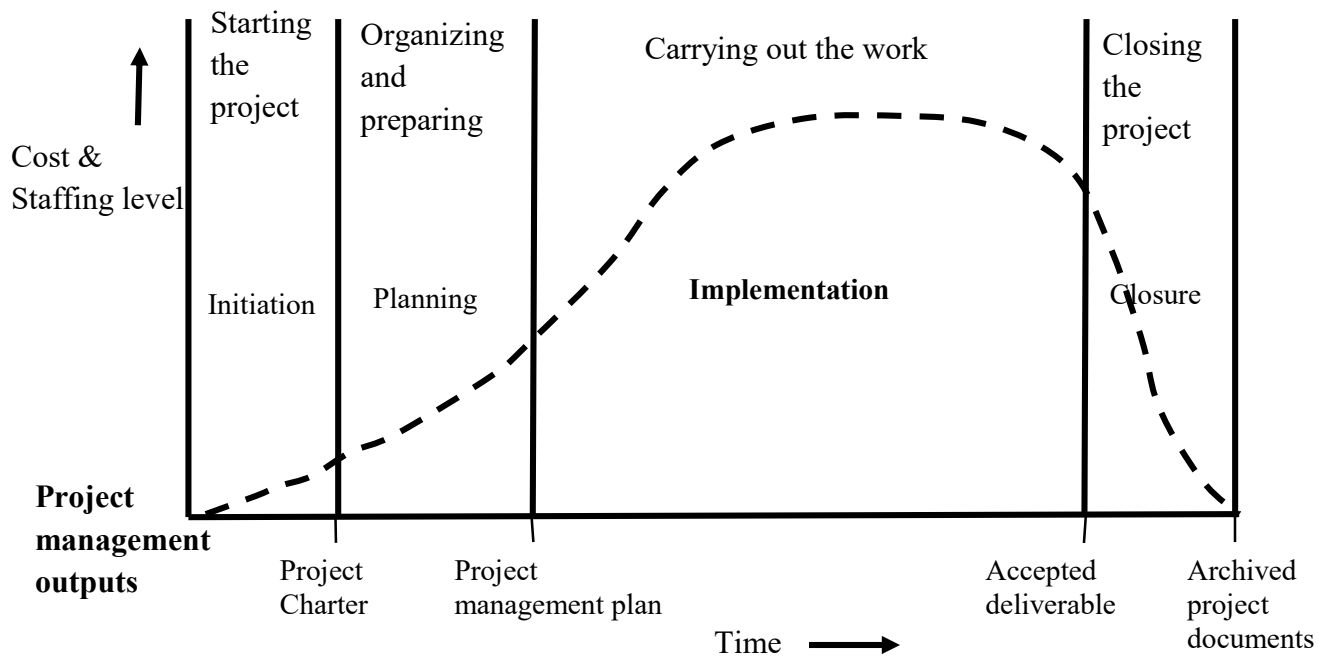 Starting
the
project
Organizing
and
preparing
Carrying out the work
Closing
the
project
Cost &
Staffing level
Initiation
Planning
Implementation
Closure
Project
management
outputs
Project
Charter
Project
management plan
Accepted
deliverable
Archived
project
documents
Time